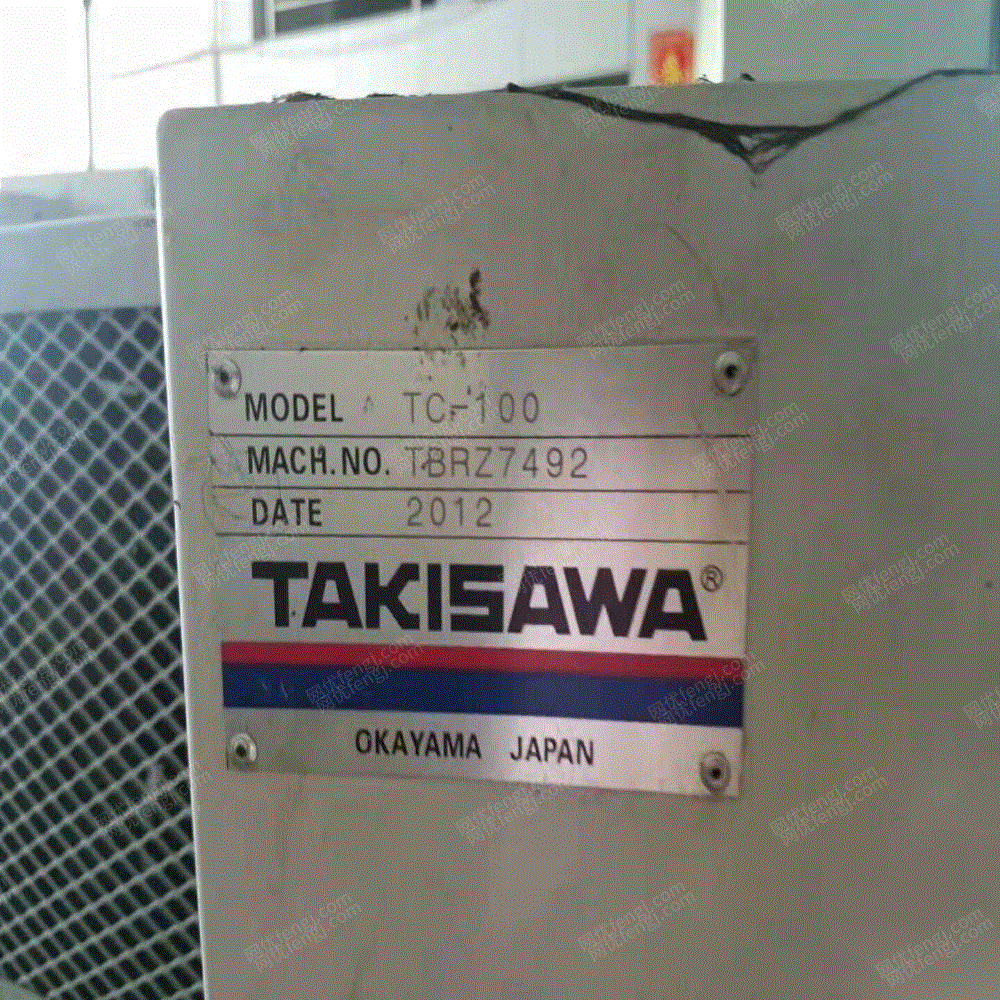 MODEL TC-100
MACH.NO. TBRZ7492
DATE 2012
TAKISAWA®
OKAYAMA JAPAN